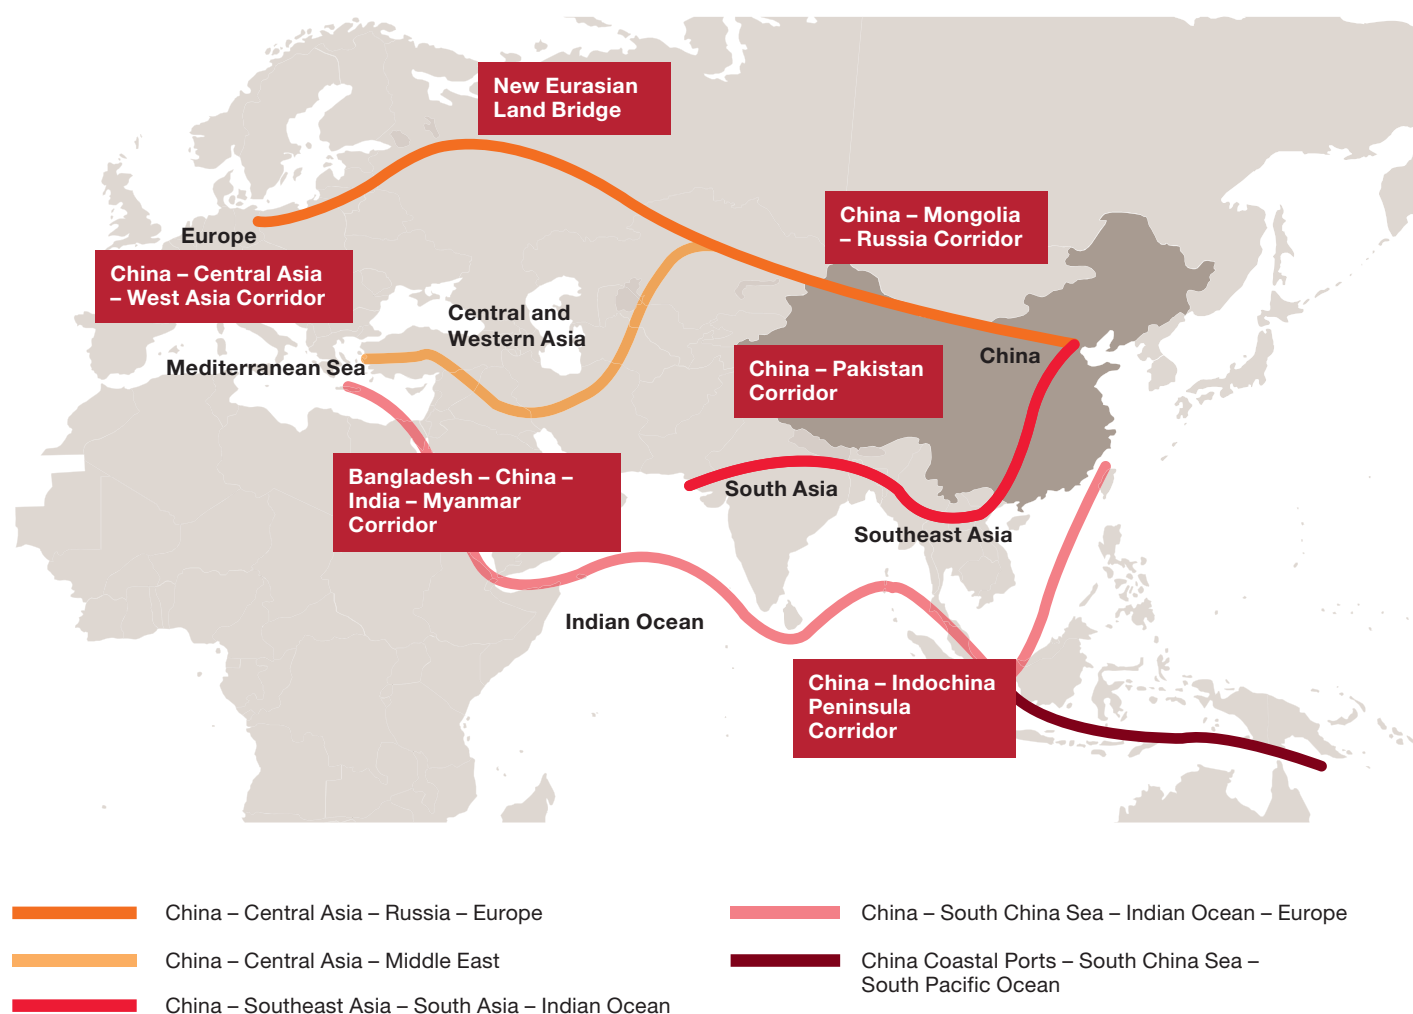 New Eurasian
Land Bridge
China – Mongolia
– Russia Corridor
Europe
China – Central Asia
– West Asia Corridor
Central and
Western Asia
Mediterranean Sea
China
China – Pakistan
Corridor
Bangladesh – China –
India – Myanmar
Corridor
South Asia
Southeast Asia
Indian Ocean
China – Indochina
Peninsula
Corridor
China – Central Asia – Russia – Europe
China – Central Asia – Middle East
China – Southeast Asia – South Asia – Indian Ocean
China – South China Sea – Indian Ocean – Europe
China Coastal Ports – South China Sea –
South Pacific Ocean